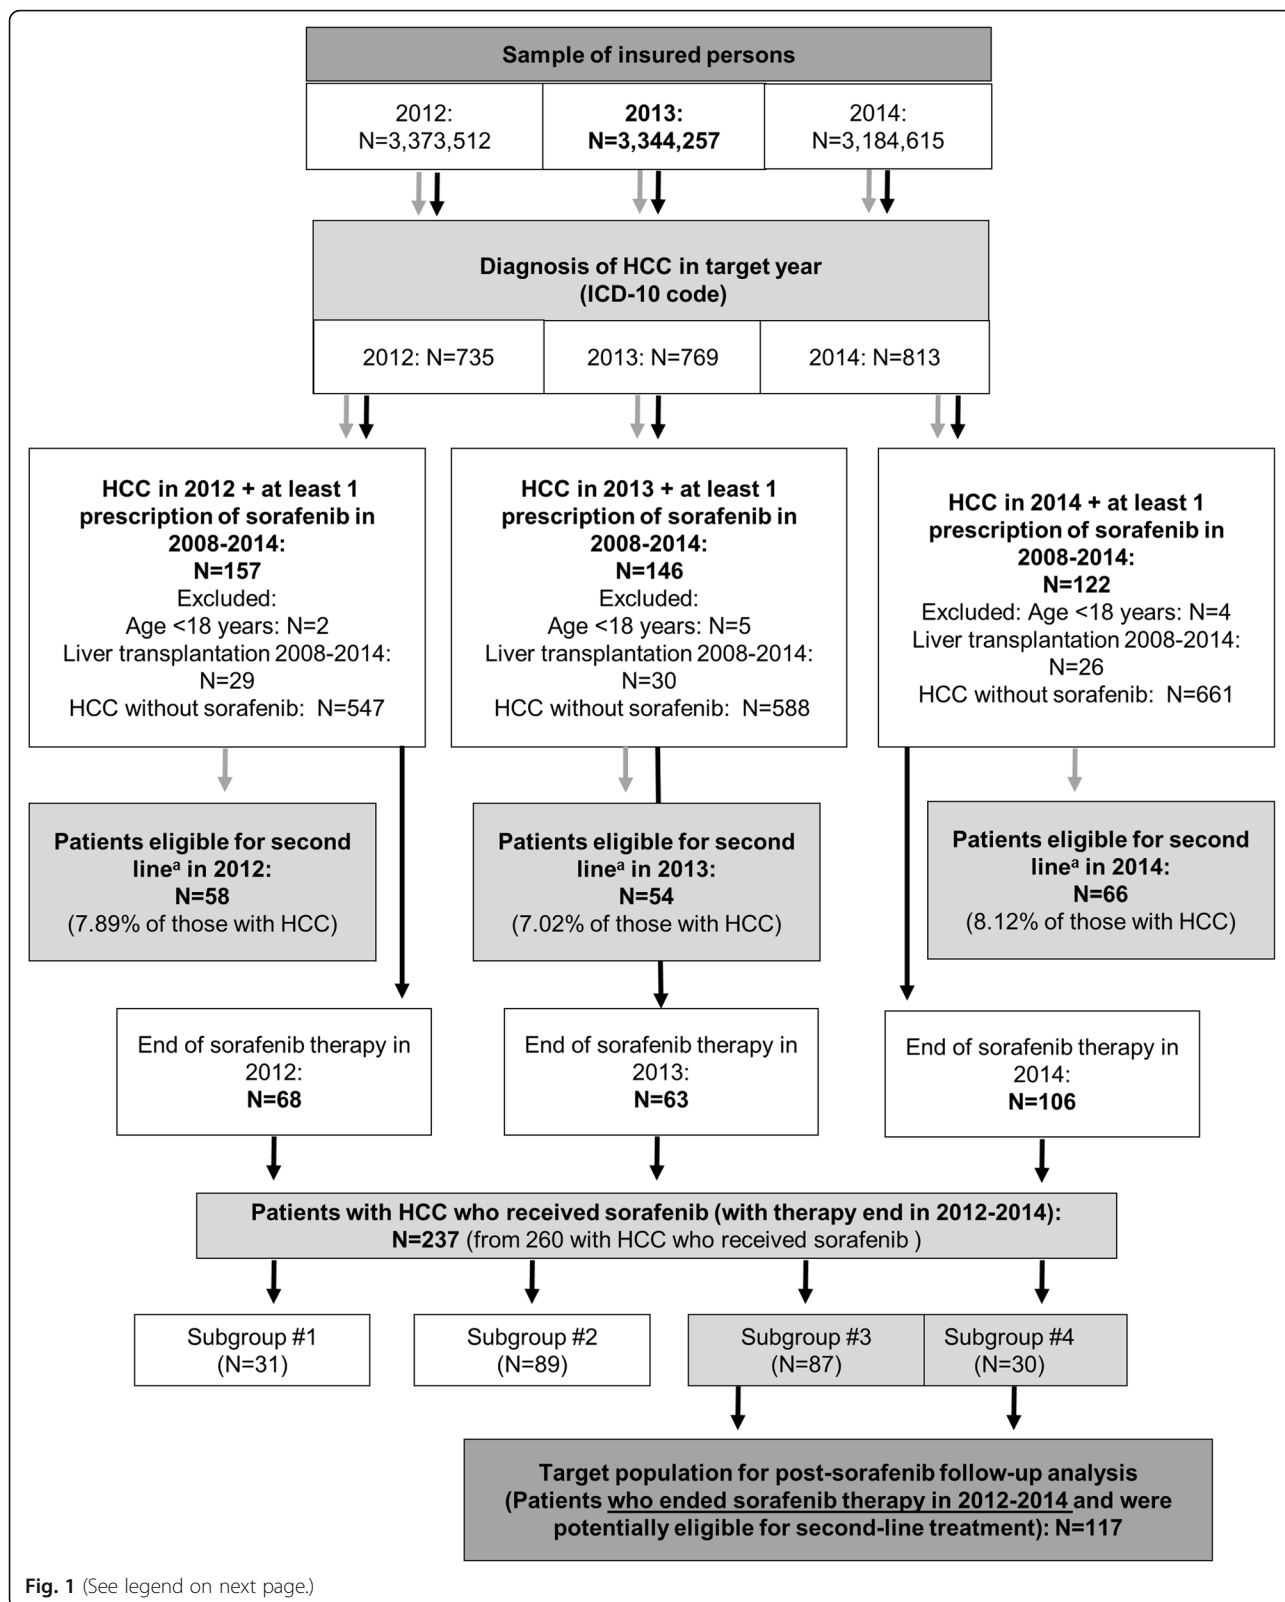 Sample of insured persons
2012:
N=3,373,512
2013:
N=3,344,257
2014:
N=3,184,615
Diagnosis of HCC in target year
(ICD-10 code)
2012: N=735
2013: N=769
2014: N=813
HCC in 2012 + at least 1
prescription of sorafenib in
2008-2014:
N=157
Excluded:
Age <18 years: N=2
Liver transplantation 2008-2014:
N=29
HCC without sorafenib: N=547
HCC in 2013 + at least 1
prescription of sorafenib in
2008-2014:
N=146
Excluded:
Age <18 years: N=5
Liver transplantation 2008-2014:
N=30
HCC without sorafenib: N=588
HCC in 2014 + at least 1
prescription of sorafenib in
2008-2014:
N=122
Excluded: Age <18 years: N=4
Liver transplantation 2008-2014:
N=26
HCC without sorafenib: N=661
Patients eligible for second
lineᵃ in 2012:
N=58
(7.89% of those with HCC)
Patients eligible for second
lineᵃ in 2013:
N=54
(7.02% of those with HCC)
Patients eligible for second
lineᵃ in 2014:
N=66
(8.12% of those with HCC)
End of sorafenib therapy in
2012:
N=68
End of sorafenib therapy in
2013:
N=63
End of sorafenib therapy in
2014:
N=106
Patients with HCC who received sorafenib (with therapy end in 2012-2014):
N=237 (from 260 with HCC who received sorafenib )
Subgroup #1
(N=31)
Subgroup #2
(N=89)
Subgroup #3
(N=87)
Subgroup #4
(N=30)
Target population for post-sorafenib follow-up analysis
(Patients who ended sorafenib therapy in 2012-2014 and were
potentially eligible for second-line treatment): N=117
Fig. 1 (See legend on next page.)